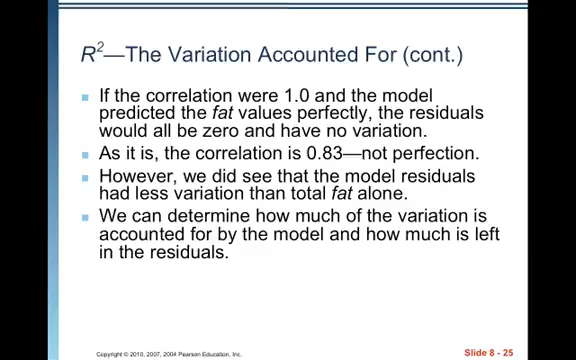 R²—The Variation Accounted For (cont.)
If the correlation were 1.0 and the model
predicted the fat values perfectly, the residuals
would all be zero and have no variation.
As it is, the correlation is 0.83—not perfection.
However, we did see that the model residuals
had less variation than total fat alone.
We can determine how much of the variation is
accounted for by the model and how much is left
in the residuals.
Copyright © 2010, 2007, 2004 Pearson Education, Inc.
Slide 8 - 25